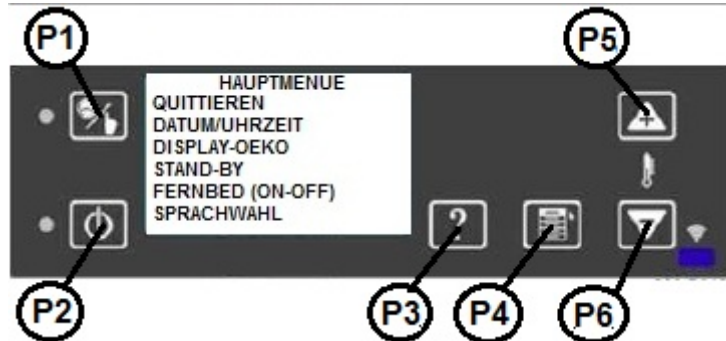 P1
P5
HAUPTMENUE
QUITTIEREN
DATUM/UHRZEIT
DISPLAY-OEKO
STAND-BY
FERNBED (ON-OFF)
SPRACHWAHL
?
P2
P3
P4
P6